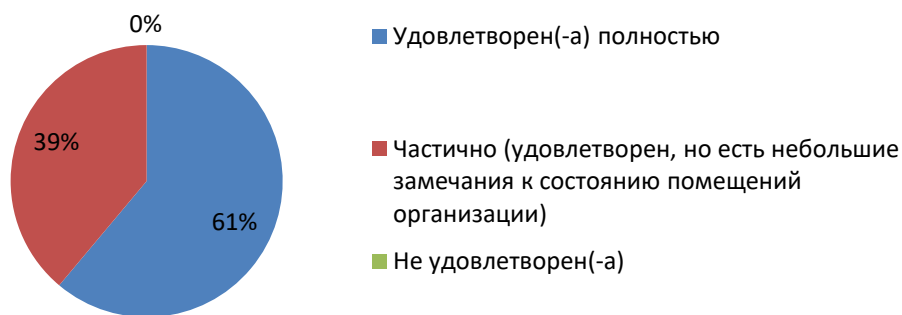 0%
39%
61%
Удовлетворен(-а) полностью
Частично (удовлетворен, но есть небольшие
замечания к состоянию помещений
организации)
Не удовлетворен(-а)